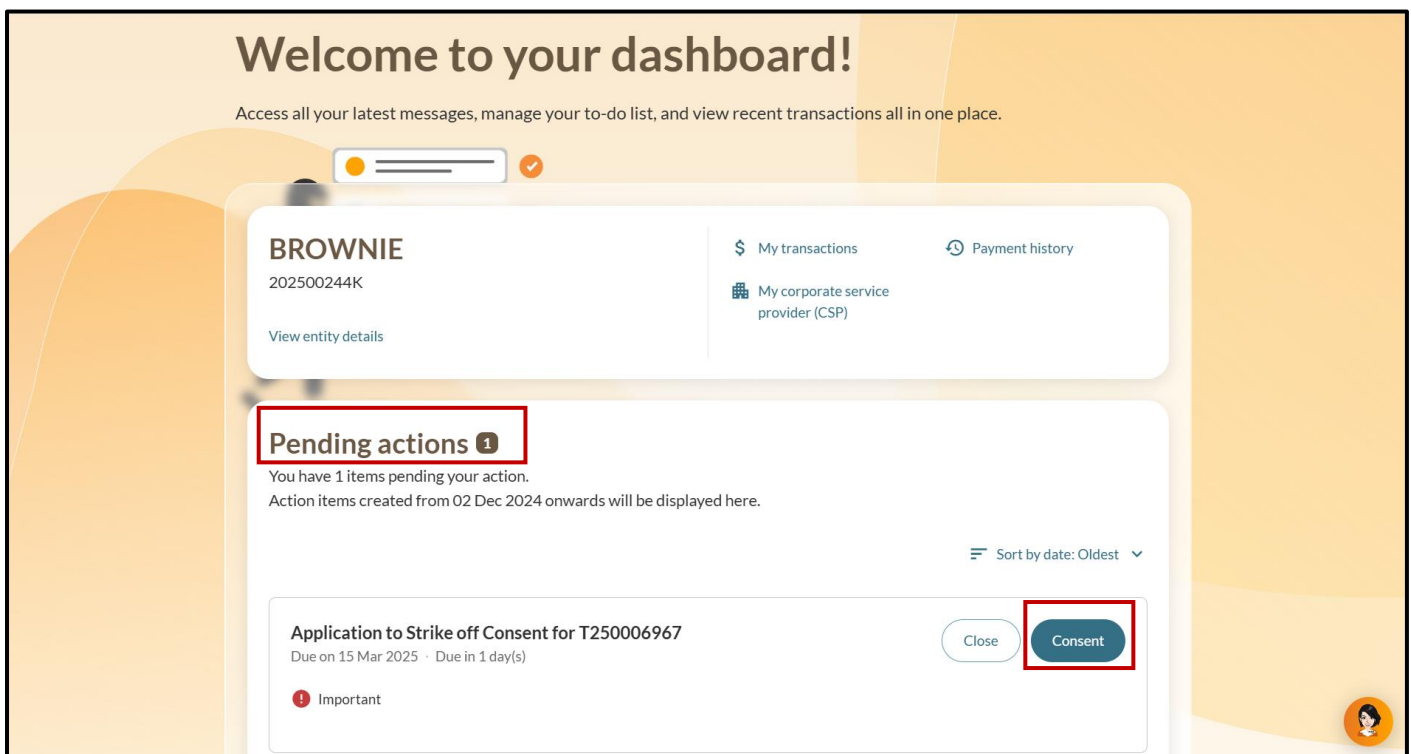 Welcome to your dashboard!
Access all your latest messages, manage your to-do list, and view recent transactions all in one place.
BROWNIE
202500244K
View entity details
$ My transactions
Payment history
My corporate service
provider (CSP)
Pending actions 1
You have 1 items pending your action.
Action items created from 02 Dec 2024 onwards will be displayed here.
Sort by date: Oldest
Application to Strike off Consent for T250006967
Due on 15 Mar 2025 · Due in 1 day(s)
Close
Consent
! Important